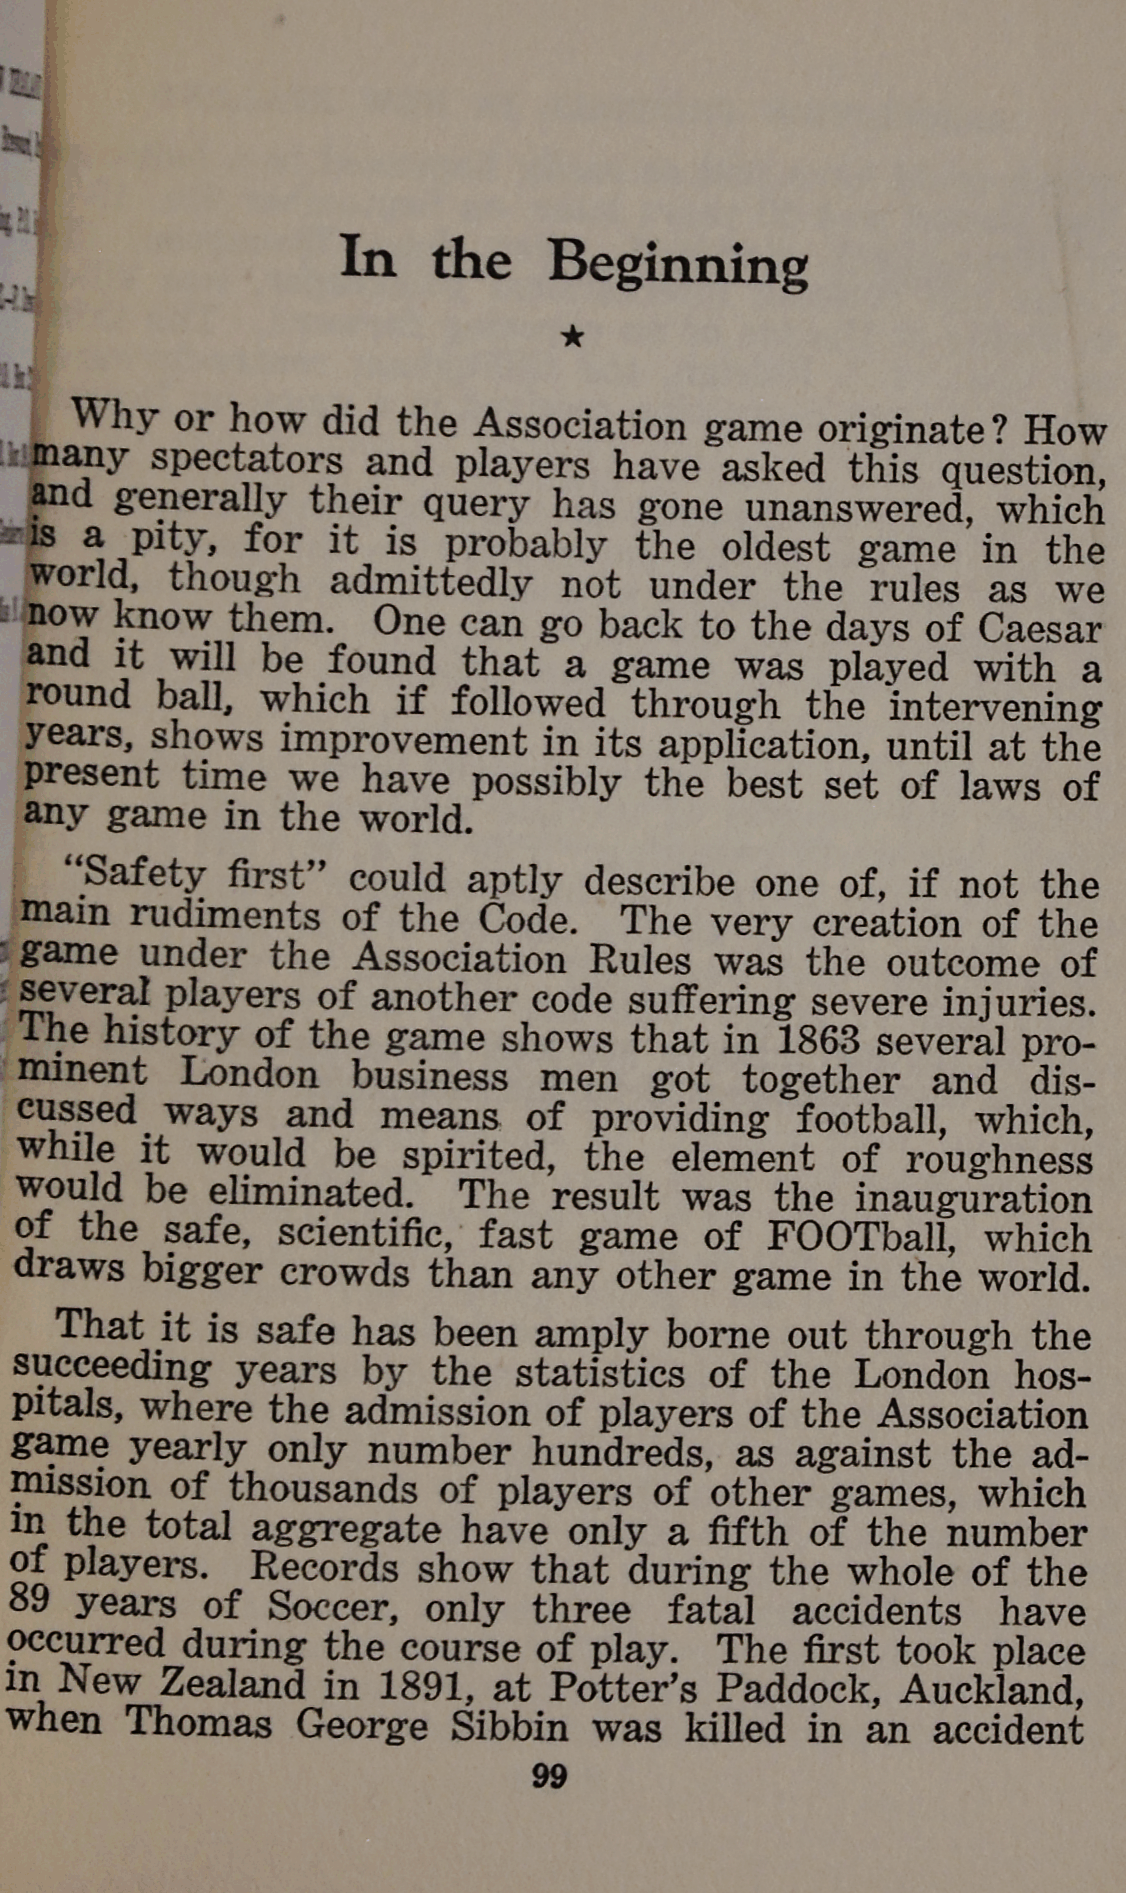 In the Beginning
★
Why or how did the Association game originate? How
many spectators and players have asked this question,
and generally their query has gone unanswered, which
is a pity, for it is probably the oldest game in the
world, though admittedly not under the rules as we
now know them. One can go back to the days of Caesar
and it will be found that a game was played with a
round ball, which if followed through the intervening
years, shows improvement in its application, until at the
present time we have possibly the best set of laws of
any game in the world.
“Safety first” could aptly describe one of, if not the
main rudiments of the Code. The very creation of the
game under the Association Rules was the outcome of
several players of another code suffering severe injuries.
The history of the game shows that in 1863 several pro-
minent London business men got together and dis-
cussed ways and means of providing football, which,
while it would be spirited, the element of roughness
would be eliminated. The result was the inauguration
of the safe, scientific, fast game of FOOTball, which
draws bigger crowds than any other game in the world.
That it is safe has been amply borne out through the
succeeding years by the statistics of the London hos-
pitals, where the admission of players of the Association
game yearly only number hundreds, as against the ad-
mission of thousands of players of other games, which
in the total aggregate have only a fifth of the number
of players. Records show that during the whole of the
89 years of Soccer, only three fatal accidents have
occurred during the course of play. The first took place
in New Zealand in 1891, at Potter’s Paddock, Auckland,
when Thomas George Sibbin was killed in an accident
99